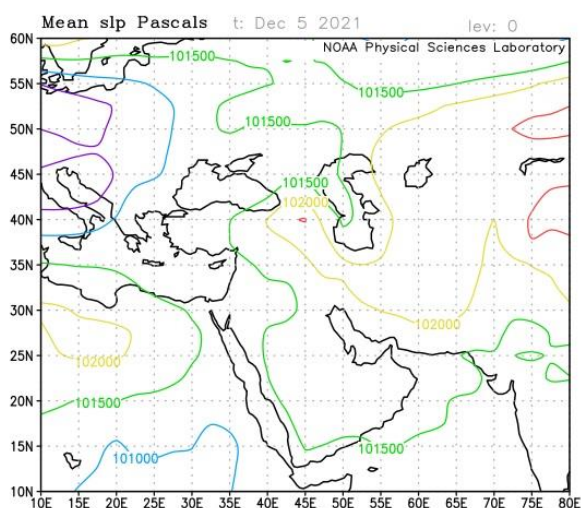 Mean slp Pascals t: Dec 5 2021 lev: 0
NOAA Physical Sciences Laboratory
60N
55N
50N
45N
40N
35N
30N
25N
20N
15N
10N
101500
101500
101500
101500
102000
102000
102000
101500
101500
101000
10E 15E 20E 25E 30E 35E 40E 45E 50E 55E 60E 65E 70E 75E 80E